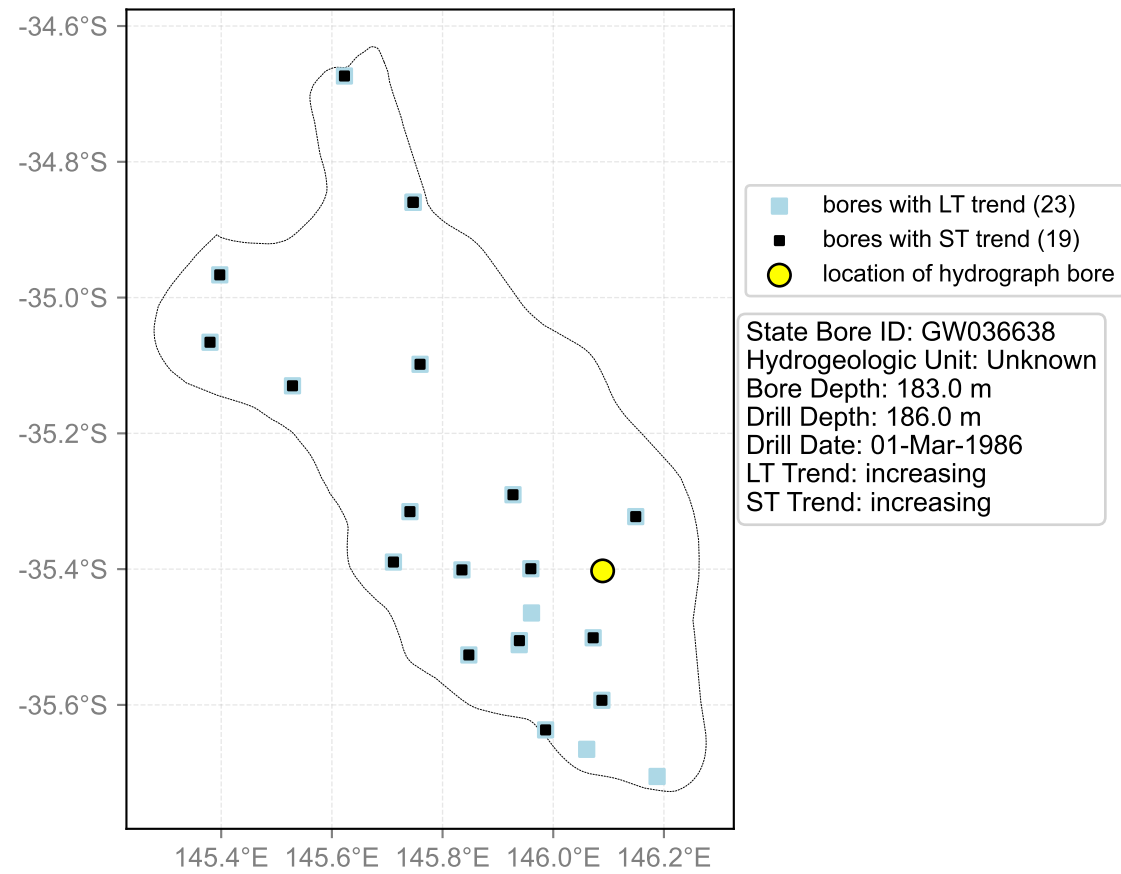 -34.6°S
-34.8°S
-35.0°S
-35.2°S
-35.4°S
-35.6°S
145.4°E 145.6°E 145.8°E 146.0°E 146.2°E
bores with LT trend (23)
bores with ST trend (19)
location of hydrograph bore
State Bore ID: GW036638
Hydrogeologic Unit: Unknown
Bore Depth: 183.0 m
Drill Depth: 186.0 m
Drill Date: 01-Mar-1986
LT Trend: increasing
ST Trend: increasing